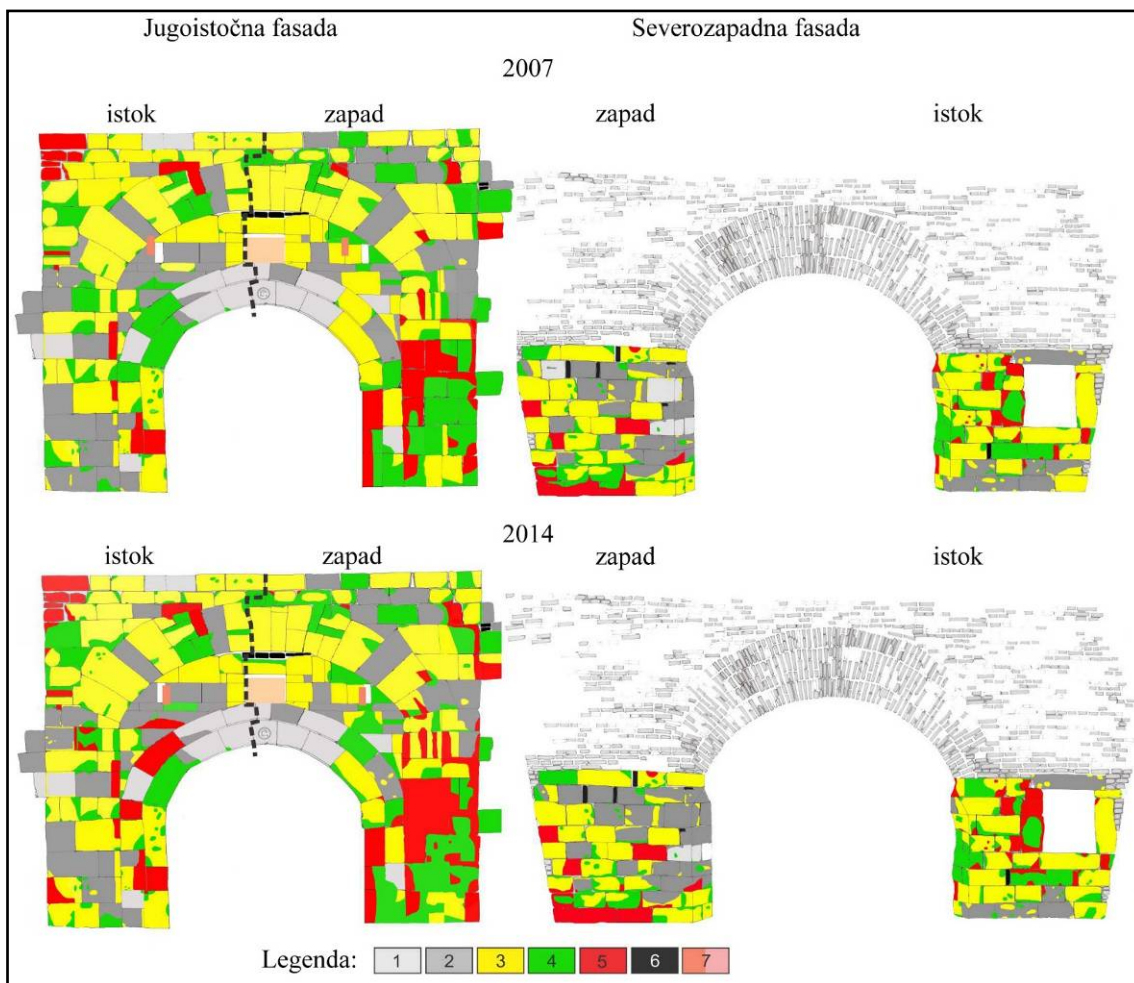 Jugoistočna fasada Severozapadna fasada
2007
istok zapad zapad istok
2014
istok zapad zapad istok
Legenda: 1 2 3 4 5 6 7